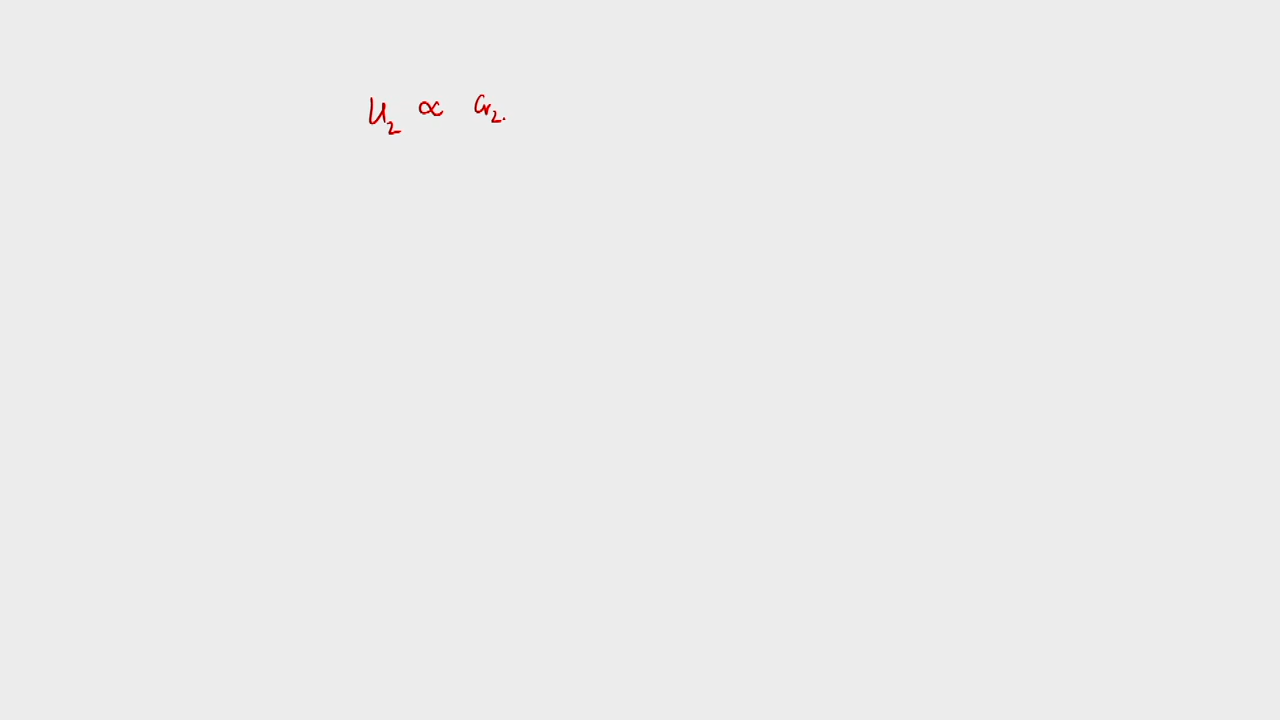 U₂ ∝ G₂.